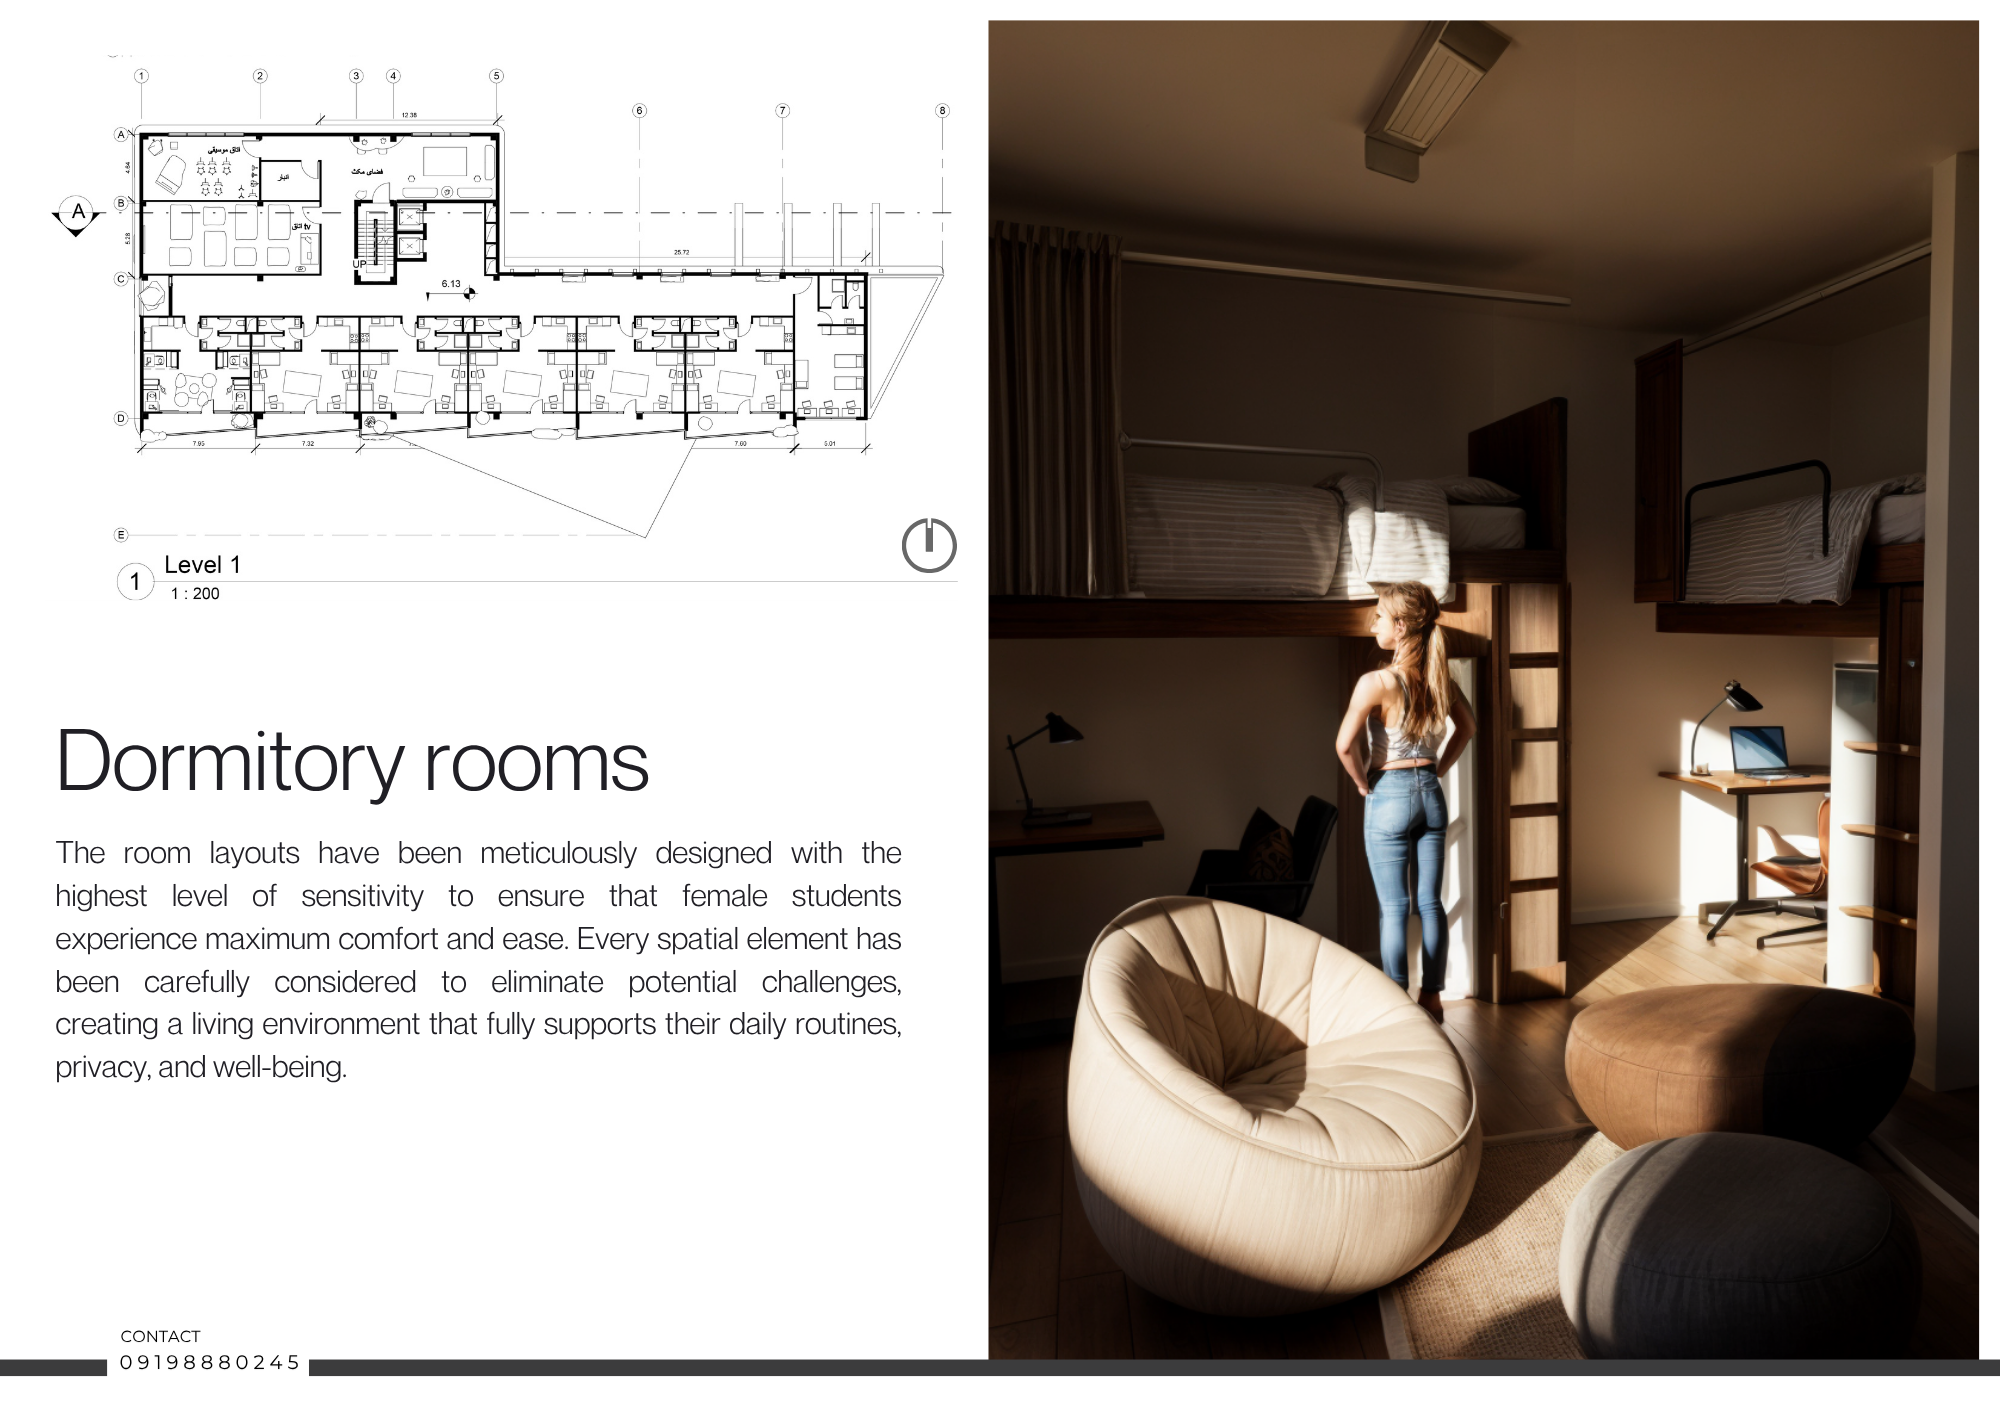 1 2 3 4 5
6 7 8
12.38
A
اتاق موسیقی
انبار
فضای مکث
4.84
B
A
tv اتاق
5.28
UP
25.72
C
6.13
D
7.95 7.32 7.60 5.01
E
Level 1
1
1 : 200
Dormitory rooms
The room layouts have been meticulously designed with the
highest level of sensitivity to ensure that female students
experience maximum comfort and ease. Every spatial element has
been carefully considered to eliminate potential challenges,
creating a living environment that fully supports their daily routines,
privacy, and well-being.
CONTACT
09198880245